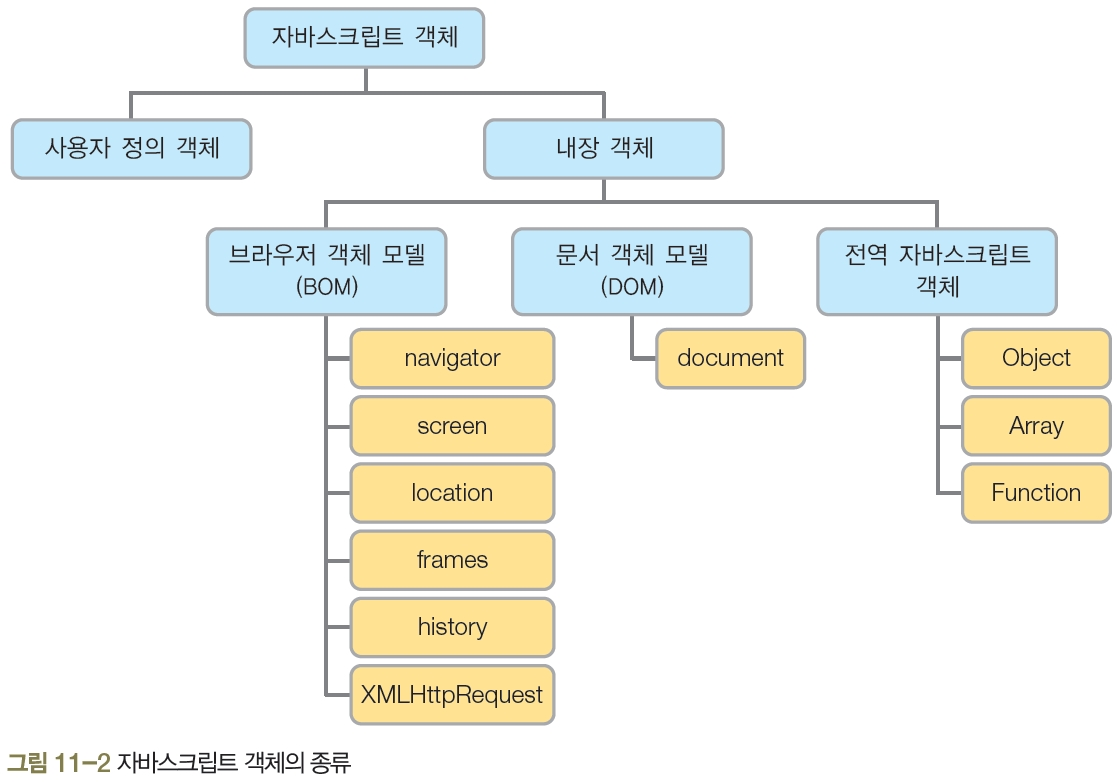 자바스크립트 객체
사용자 정의 객체
내장 객체
브라우저 객체 모델
(BOM)
문서 객체 모델
(DOM)
전역 자바스크립트
객체
navigator
screen
location
frames
history
XMLHttpRequest
document
Object
Array
Function
그림 11-2 자바스크립트 객체의 종류